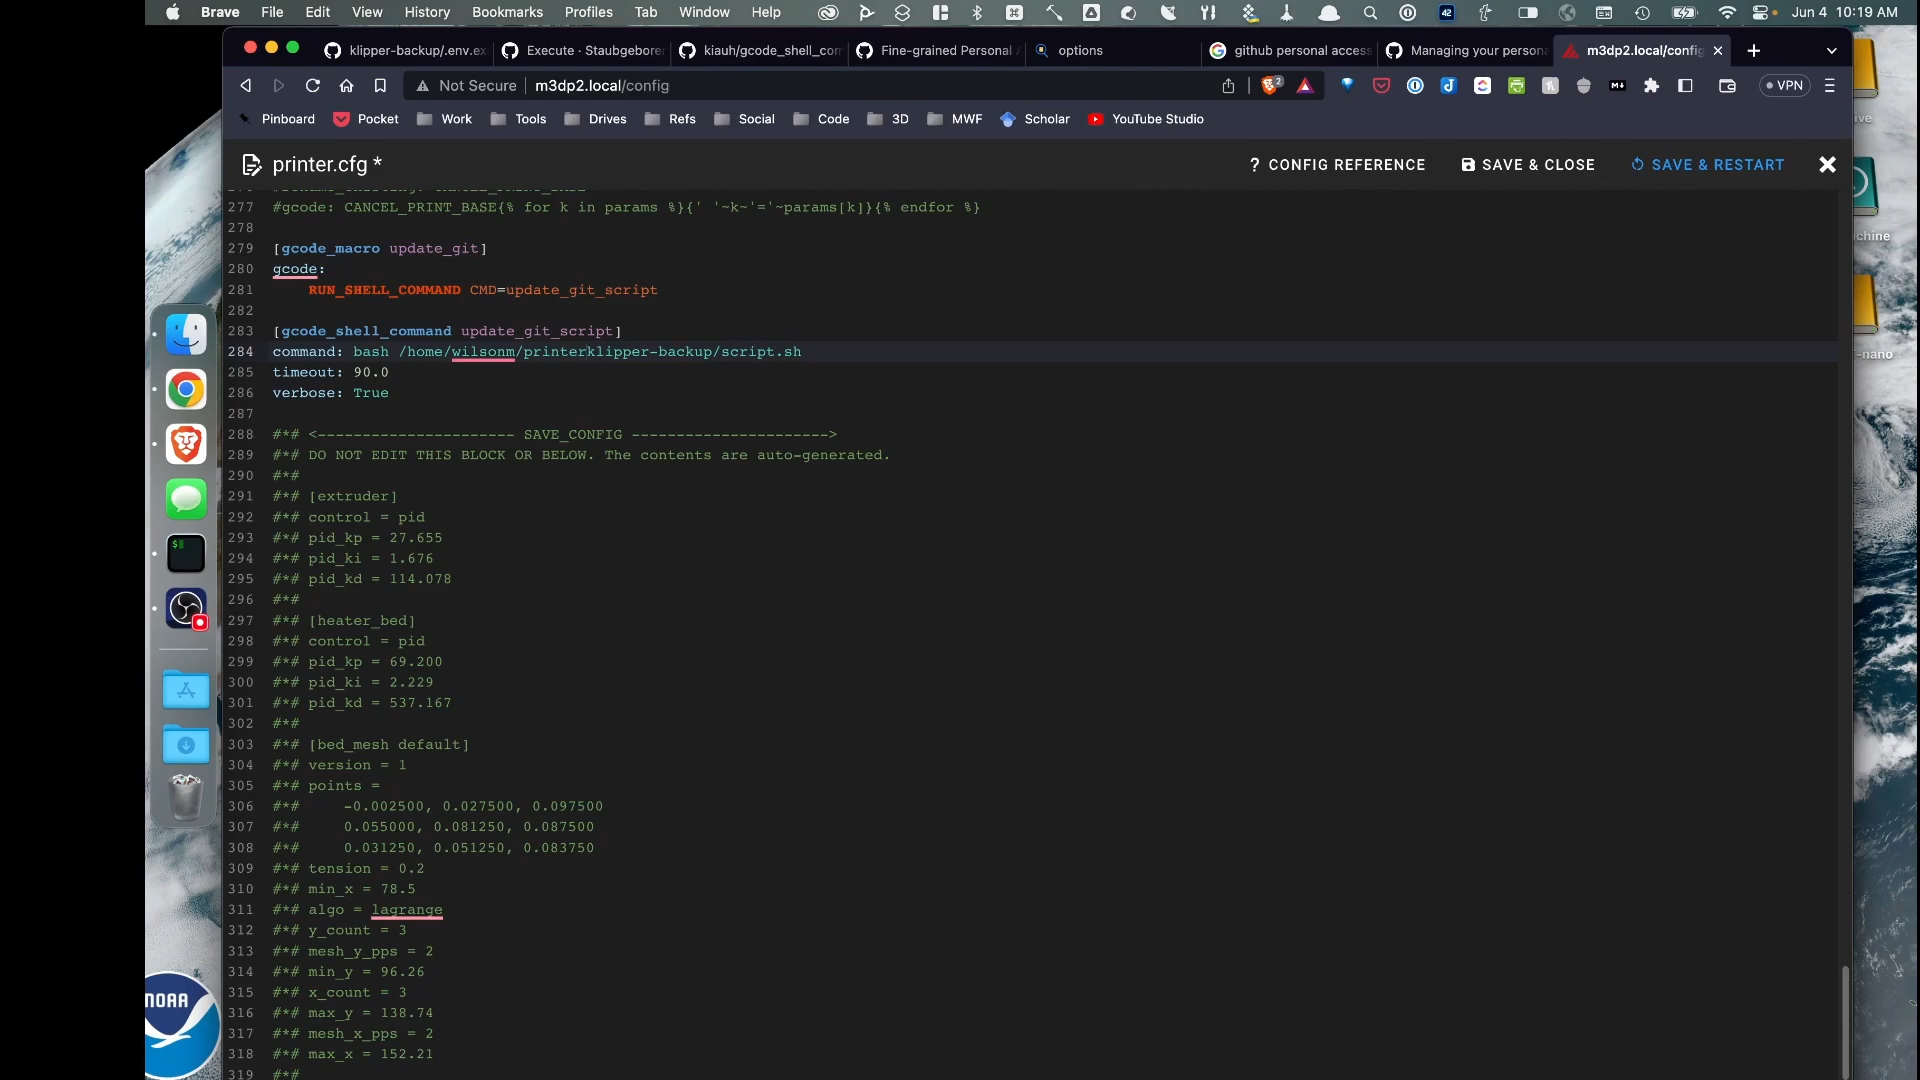 Brave File Edit View History Bookmarks Profiles Tab Window Help 42 Jun 4 10:19 AM
klipper-backup/.env.ex Execute · Staubgeborer kiauh/gcode_shell_com Fine-grained Personal A options github personal access Managing your persona m3dp2.local/config
Not Secure m3dp2.local/config 2 VPN
Pinboard Pocket Work Tools Drives Refs Social Code 3D MWF Scholar YouTube Studio
printer.cfg * ? CONFIG REFERENCE SAVE & CLOSE SAVE & RESTART
277 #gcode: CANCEL_PRINT_BASE{% for k in params %}{' '~k~'='~params[k]}{% endfor %}
278
279 [gcode_macro update_git]
280 gcode:
281 RUN_SHELL_COMMAND CMD=update_git_script
282
283 [gcode_shell_command update_git_script]
284 command: bash /home/wilsonm/printerklipper-backup/script.sh
285 timeout: 90.0
286 verbose: True
287
288 #*# <---------------------- SAVE_CONFIG ---------------------->
289 #*# DO NOT EDIT THIS BLOCK OR BELOW. The contents are auto-generated.
290 #*#
291 #*# [extruder]
292 #*# control = pid
293 #*# pid_kp = 27.655
294 #*# pid_ki = 1.676
295 #*# pid_kd = 114.078
296 #*#
297 #*# [heater_bed]
298 #*# control = pid
299 #*# pid_kp = 69.200
300 #*# pid_ki = 2.229
301 #*# pid_kd = 537.167
302 #*#
303 #*# [bed_mesh default]
304 #*# version = 1
305 #*# points =
306 #*# -0.002500, 0.027500, 0.097500
307 #*# 0.055000, 0.081250, 0.087500
308 #*# 0.031250, 0.051250, 0.083750
309 #*# tension = 0.2
310 #*# min_x = 78.5
311 #*# algo = lagrange
312 #*# y_count = 3
313 #*# mesh_y_pps = 2
314 #*# min_y = 96.26
315 #*# x_count = 3
316 #*# max_y = 138.74
317 #*# mesh_x_pps = 2
318 #*# max_x = 152.21
319 #*#
NOAA
ive
chine
-nano